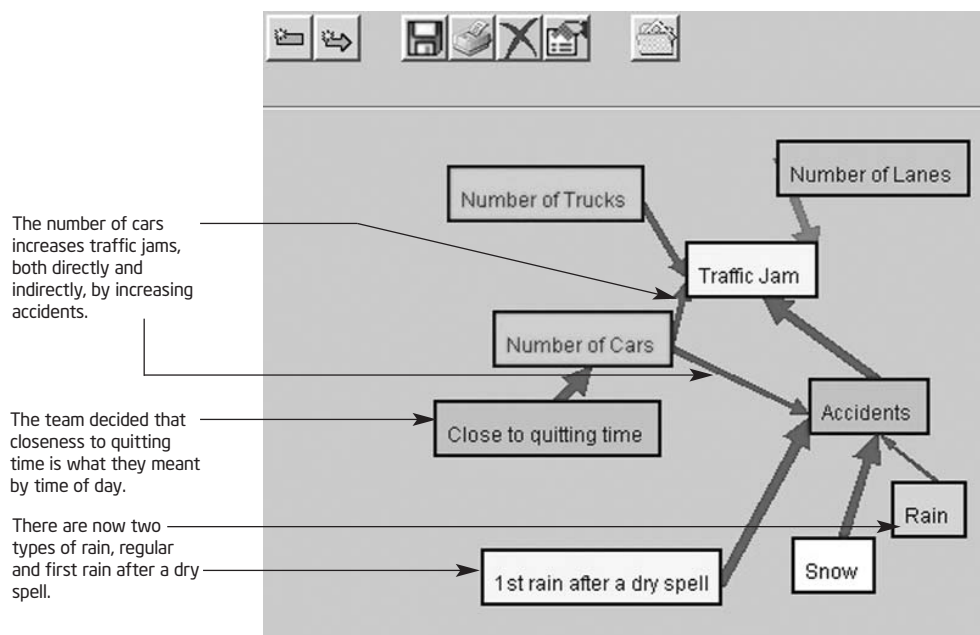 The number of cars
increases traffic jams,
both directly and
indirectly, by increasing
accidents.
The team decided that
closeness to quitting
time is what they meant
by time of day.
There are now two
types of rain, regular
and first rain after a dry
spell.
Number of Trucks
Number of Lanes
Traffic Jam
Number of Cars
Close to quitting time
Accidents
Rain
Snow
1st rain after a dry spell